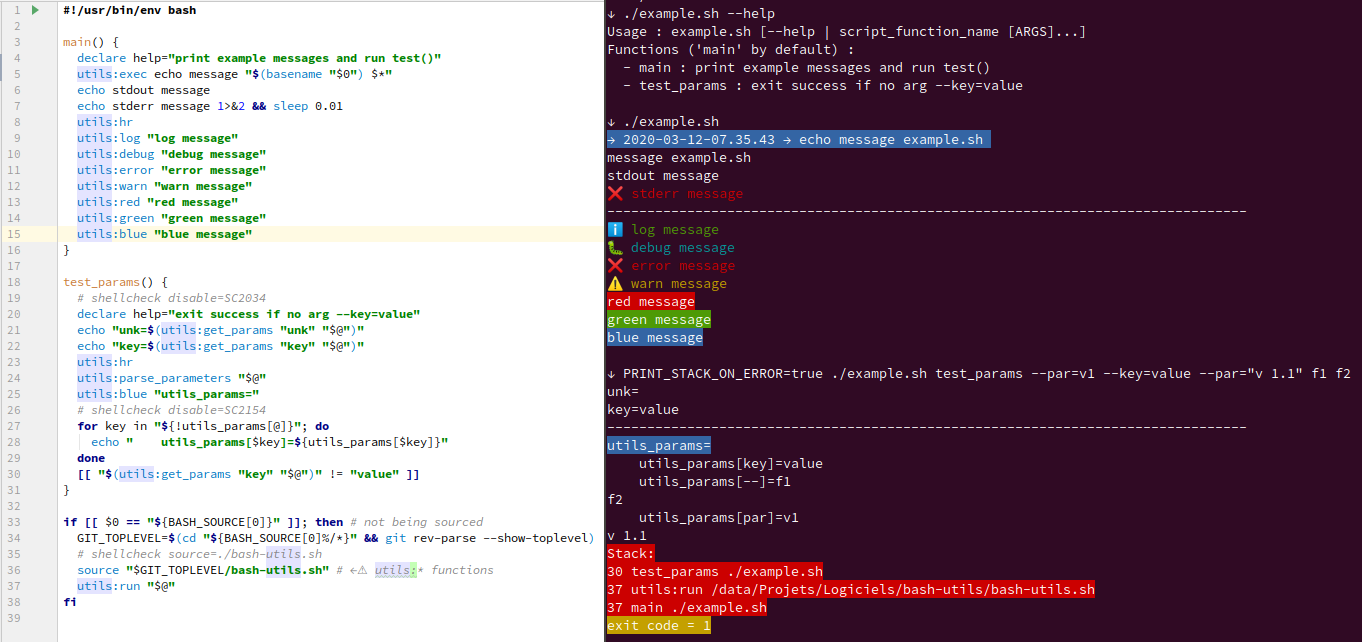 1 #!/usr/bin/env bash
2
3 main() {
4   declare help="print example messages and run test()"
5   utils:exec echo message "$(basename "$0") $*"
6   echo stdout message
7   echo stderr message 1>&2 && sleep 0.01
8   utils:hr
9   utils:log "log message"
10   utils:debug "debug message"
11   utils:error "error message"
12   utils:warn "warn message"
13   utils:red "red message"
14   utils:green "green message"
15   utils:blue "blue message"
16 }
17
18 test_params() {
19   # shellcheck disable=SC2034
20   declare help="exit success if no arg --key=value"
21   echo "unk=$(utils:get_params "unk" "$@")"
22   echo "key=$(utils:get_params "key" "$@")"
23   utils:hr
24   utils:parse_parameters "$@"
25   utils:blue "utils_params="
26   # shellcheck disable=SC2154
27   for key in "${!utils_params[@]}"; do
28     echo "    utils_params[$key]=${utils_params[$key]}"
29   done
30   [[ "$(utils:get_params "key" "$@")" != "value" ]]
31 }
32
33 if [[ $0 == "${BASH_SOURCE[0]}" ]]; then # not being sourced
34   GIT_TOPLEVEL=$(cd "${BASH_SOURCE[0]%/*}" && git rev-parse --show-toplevel)
35   # shellcheck source=./bash-utils.sh
36   source "$GIT_TOPLEVEL/bash-utils.sh" # ←⚠ utils:* functions
37   utils:run "$@"
38 fi
39
↓ ./example.sh --help
Usage : example.sh [--help | script_function_name [ARGS]...]
Functions ('main' by default) :
  - main : print example messages and run test()
  - test_params : exit success if no arg --key=value

↓ ./example.sh
→ 2020-03-12-07.35.43 → echo message example.sh
message example.sh
stdout message
❌ stderr message
--------------------------------------------------------------------------------
ℹ️ log message
🐛 debug message
❌ error message
⚠️ warn message
red message
green message
blue message

↓ PRINT_STACK_ON_ERROR=true ./example.sh test_params --par=v1 --key=value --par="v 1.1" f1 f2
unk=
key=value
--------------------------------------------------------------------------------
utils_params=
    utils_params[key]=value
    utils_params[--]=f1
f2
    utils_params[par]=v1
v 1.1
Stack:
30 test_params ./example.sh
37 utils:run /data/Projets/Logiciels/bash-utils/bash-utils.sh
37 main ./example.sh
exit code = 1